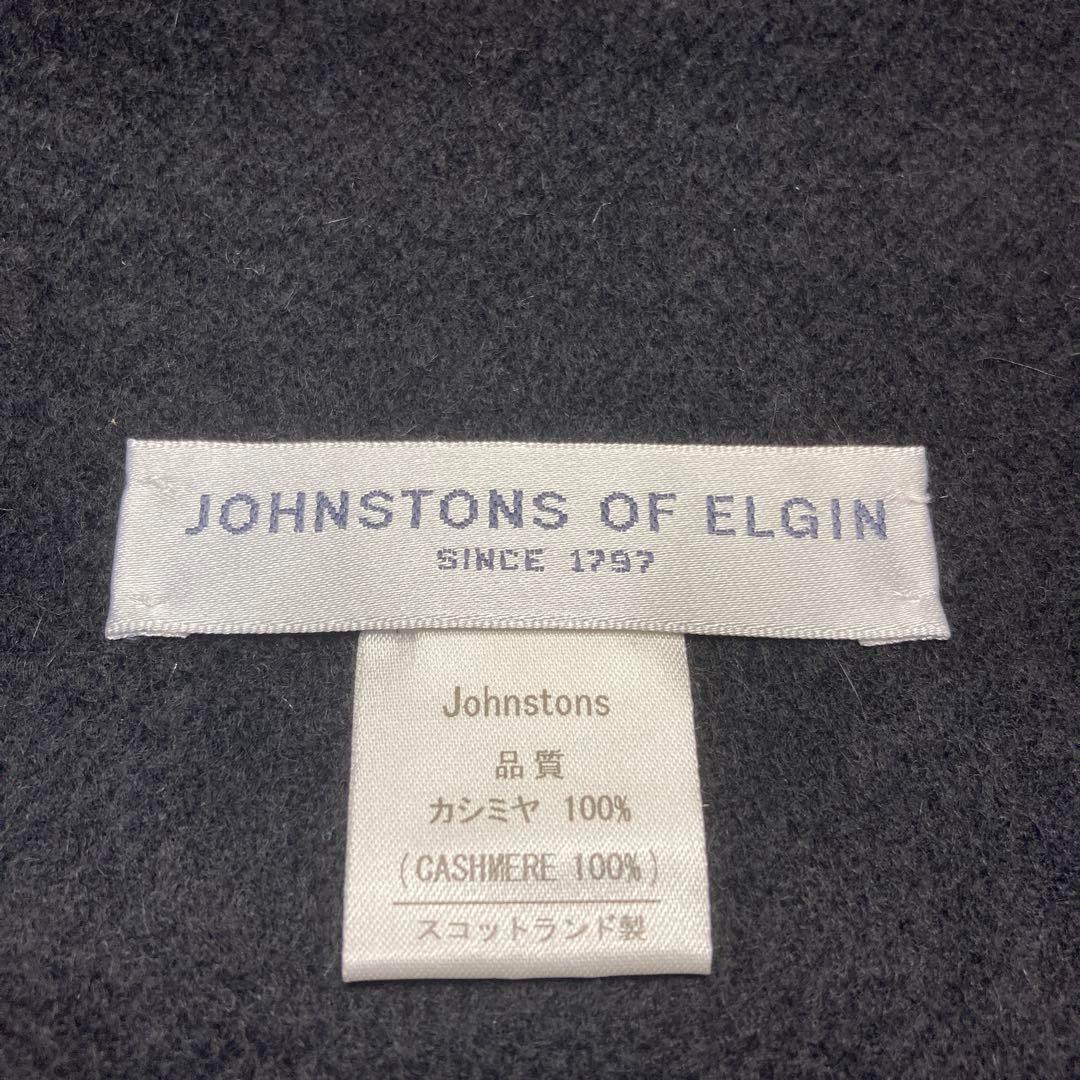 JOHNSTONS OF ELGIN
SINCE 1797
Johnstons
品質
カシミヤ 100%
(CASHMERE 100%)
スコットランド製